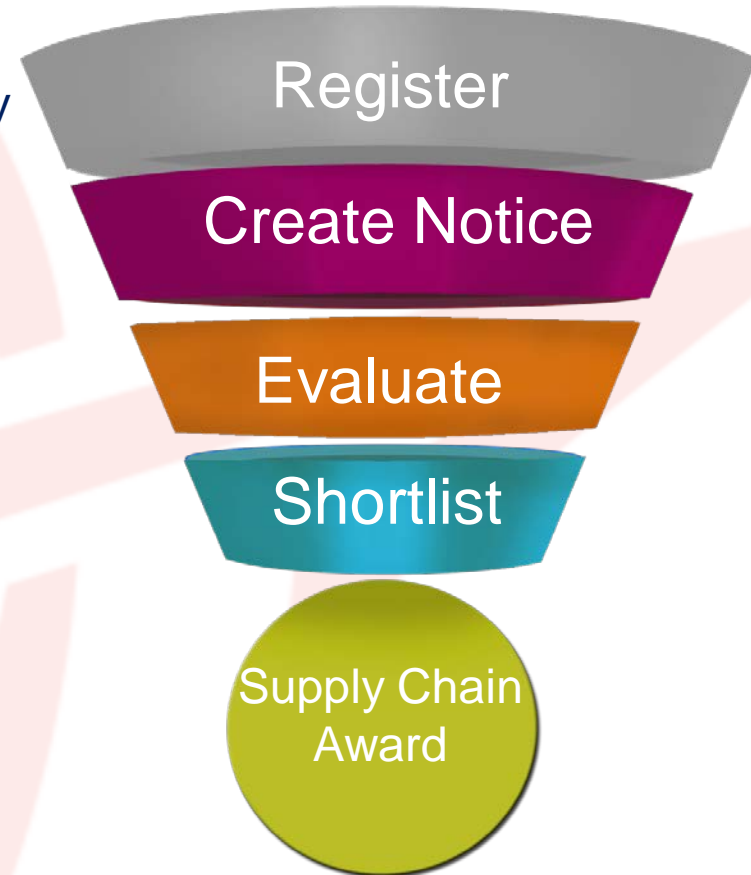 Register
Create Notice
Evaluate
Shortlist
Supply Chain
Award